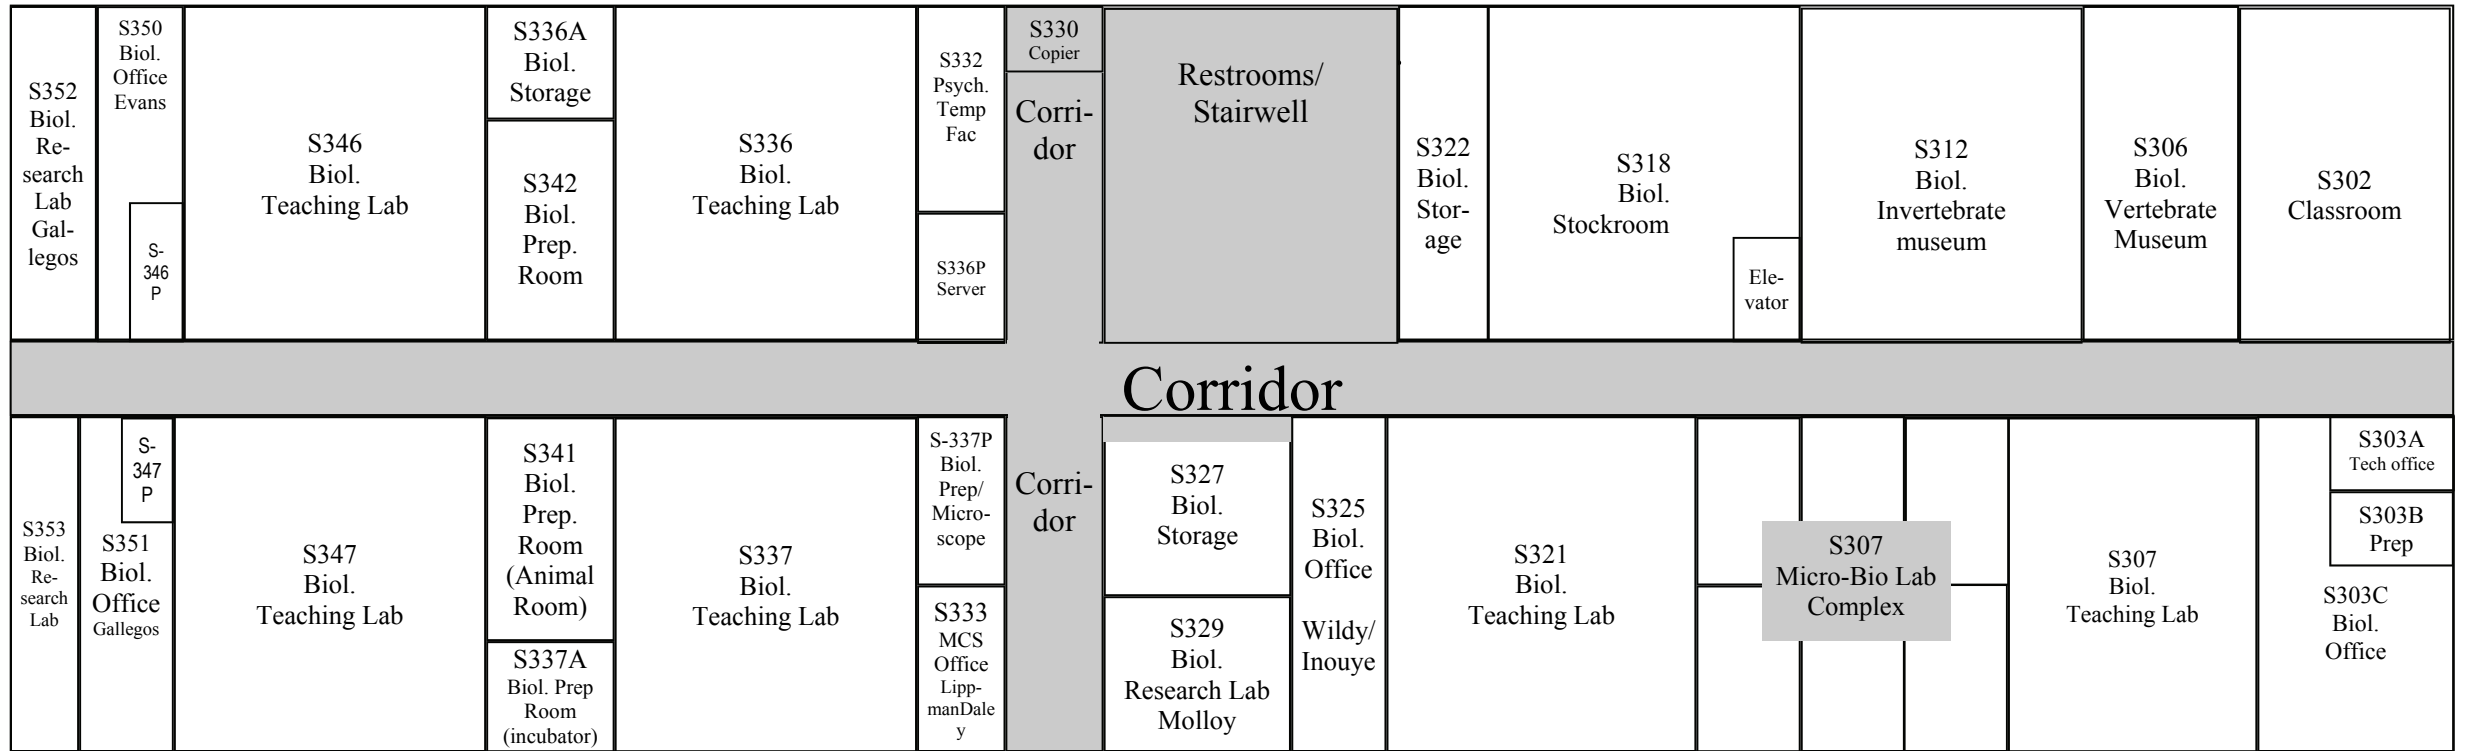 S352
Biol.
Re-
search
Lab
Gal-
legos
S350
Biol.
Office
Evans
S-
346
P
S346
Biol.
Teaching Lab
S336A
Biol.
Storage
S342
Biol.
Prep.
Room
S336
Biol.
Teaching Lab
S332
Psych.
Temp
Fac
S336P
Server
S330
Copier
Corri-
dor
Restrooms/
Stairwell
S322
Biol.
Stor-
age
S318
Biol.
Stockroom
Ele-
vator
S312
Biol.
Invertebrate
museum
S306
Biol.
Vertebrate
Museum
S302
Classroom
Corridor
S353
Biol.
Re-
search
Lab
S-
347
P
S351
Biol.
Office
Gallegos
S347
Biol.
Teaching Lab
S341
Biol.
Prep.
Room
(Animal
Room)
S337A
Biol. Prep
Room
(incubator)
S337
Biol.
Teaching Lab
S-337P
Biol.
Prep/
Micro-
scope
S333
MCS
Office
Lipp-
manDale
y
Corri-
dor
S327
Biol.
Storage
S329
Biol.
Research Lab
Molloy
S325
Biol.
Office
Wildy/
Inouye
S321
Biol.
Teaching Lab
S307
Micro-Bio Lab
Complex
S307
Biol.
Teaching Lab
S303A
Tech office
S303B
Prep
S303C
Biol.
Office